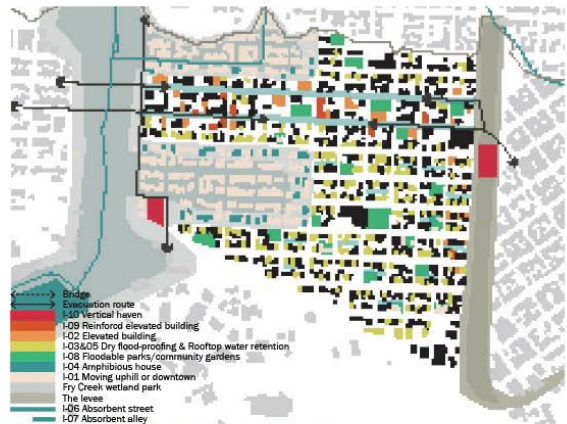 Bridge
Evacuation route
I-10 Vertical haven
I-09 Reinford elevated building
I-02 Elevated building
I-03&05 Dry flood-proofing & Rooftop water retention
I-08 Floodable parks/community gardens
I-04 Amphibious house
I-01 Moving uphill or downtown
Fry Creek wetland park
The levee
I-06 Absorbent street
I-07 Absorbent alley